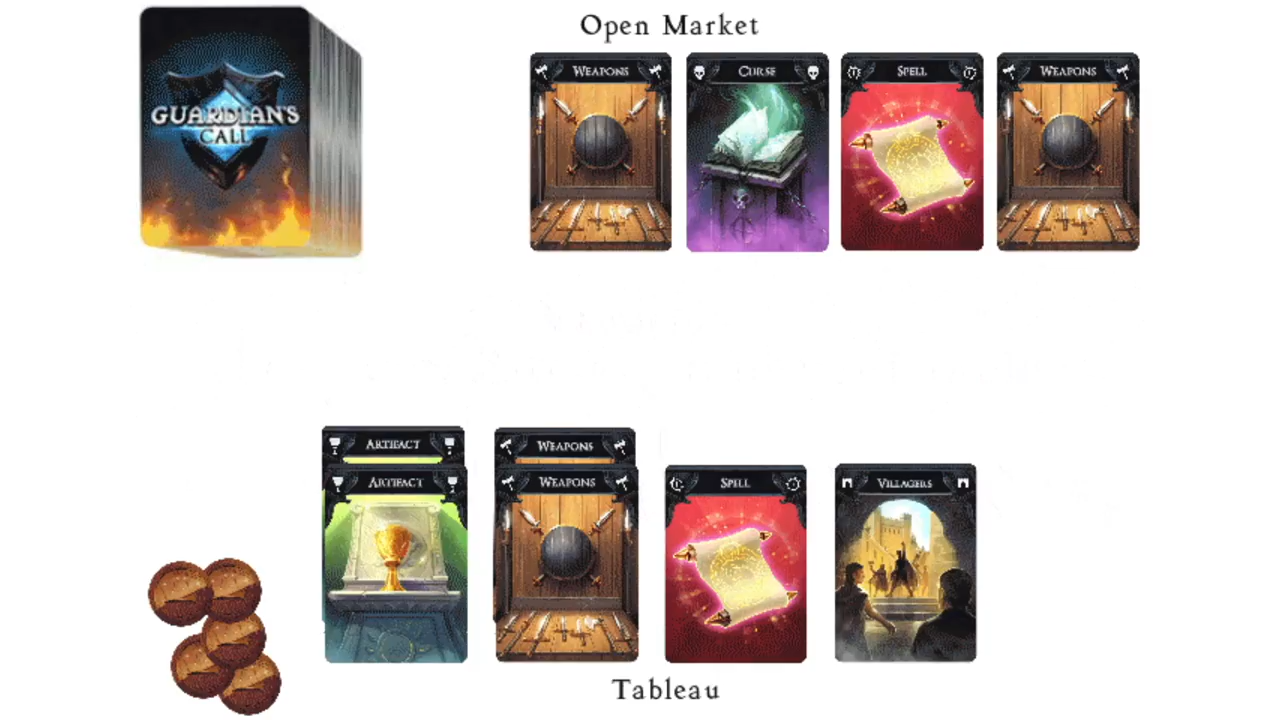 Open Market
GUARDIAN'S
CALL
WEAPONS
CURSE
SPELL
WEAPONS
ARTIFACT
WEAPONS
ARTIFACT
WEAPONS
SPELL
VILLAGERS
Tableau